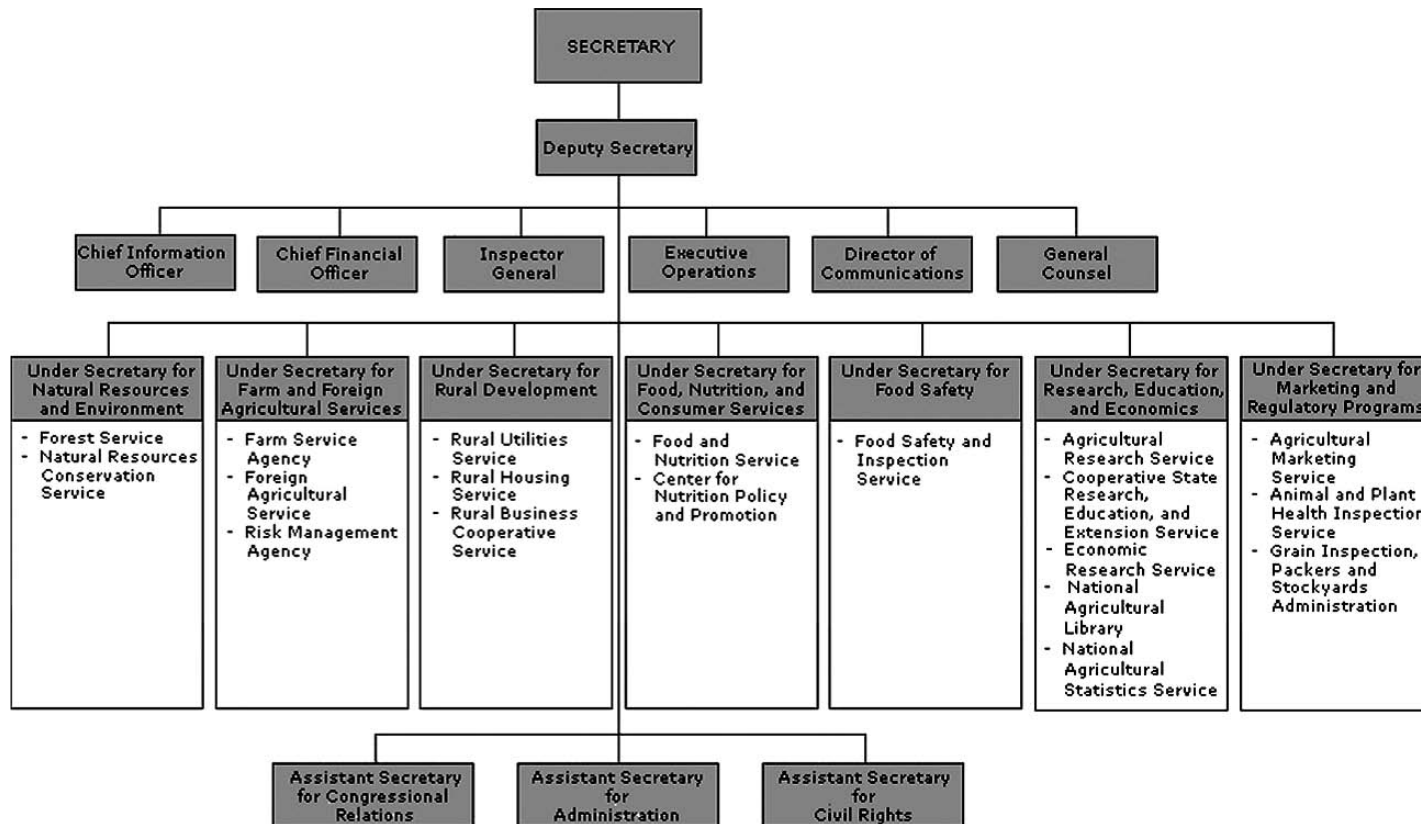 SECRETARY
Deputy Secretary
Chief Information
Officer
Chief Financial
Officer
Inspector
General
Executive
Operations
Director of
Communications
General
Counsel
Under Secretary for
Natural Resources
and Environment
- Forest Service
- Natural Resources
Conservation
Service
Under Secretary for
Farm and Foreign
Agricultural Services
- Farm Service
Agency
- Foreign
Agricultural
Service
- Risk Management
Agency
Under Secretary for
Rural Development
- Rural Utilities
Service
- Rural Housing
Service
- Rural Business
Cooperative
Service
Under Secretary for
Food, Nutrition, and
Consumer Services
- Food and
Nutrition Service
- Center for
Nutrition Policy
and Promotion
Under Secretary for
Food Safety
- Food Safety and
Inspection
Service
Under Secretary for
Research, Education,
and Economics
- Agricultural
Research Service
- Cooperative State
Research,
Education, and
Extension Service
- Economic
Research Service
- National
Agricultural
Library
- National
Agricultural
Statistics Service
Under Secretary for
Marketing and
Regulatory Programs
- Agricultural
Marketing
Service
- Animal and Plant
Health Inspection
Service
- Grain Inspection,
Packers and
Stockyards
Administration
Assistant Secretary
for Congressional
Relations
Assistant Secretary
for
Administration
Assistant Secretary
for
Civil Rights